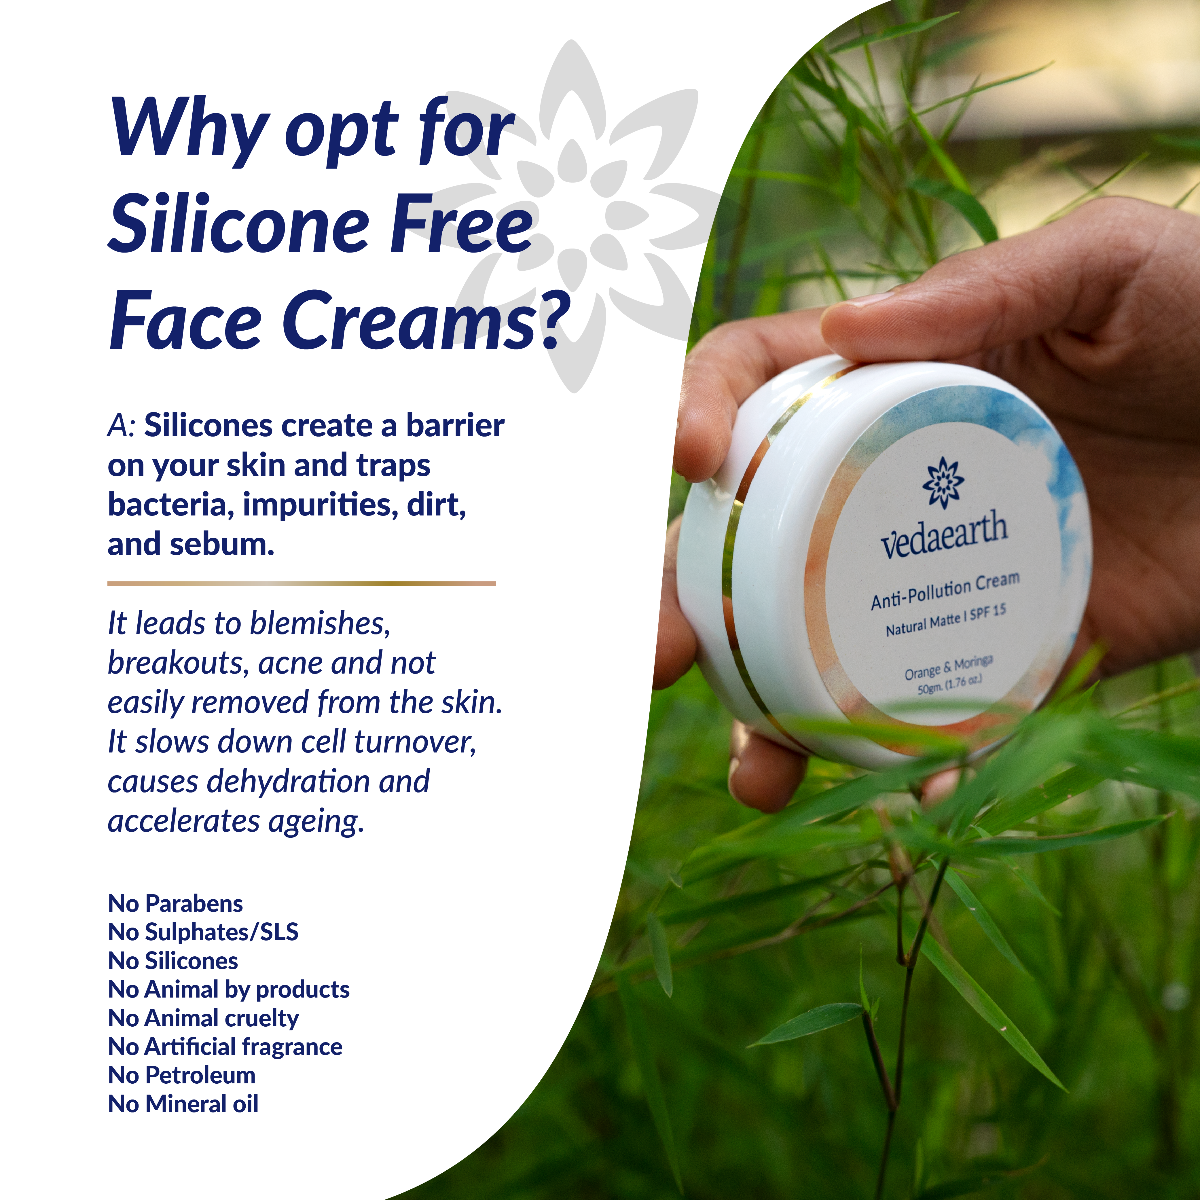 Why opt for
Silicone Free
Face Creams?
A: Silicones create a barrier
on your skin and traps
bacteria, impurities, dirt,
and sebum.
It leads to blemishes,
breakouts, acne and not
easily removed from the skin.
It slows down cell turnover,
causes dehydration and
accelerates ageing.
No Parabens
No Sulphates/SLS
No Silicones
No Animal by products
No Animal cruelty
No Artificial fragrance
No Petroleum
No Mineral oil
vedaearth
Anti-Pollution Cream
Natural Matte | SPF 15
Orange & Moringa
50gm. (1.76 oz.)